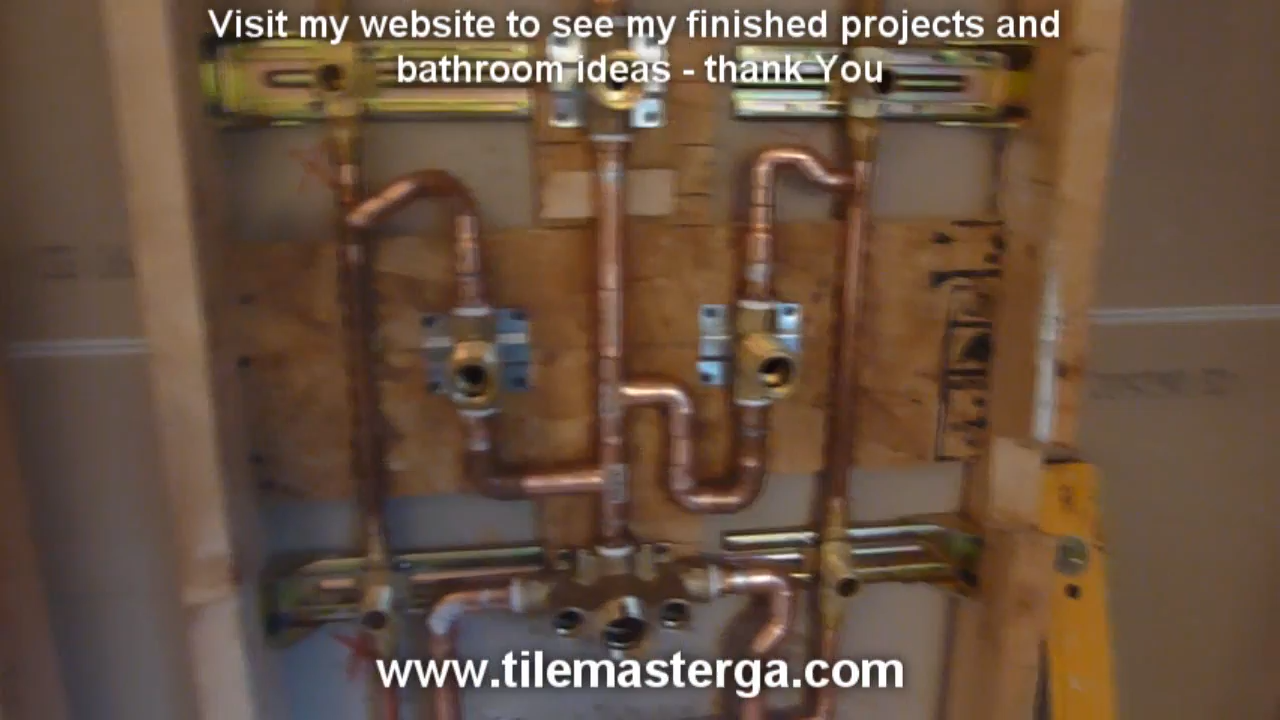 Visit my website to see my finished projects and
bathroom ideas - thank You
www.tilemasterga.com